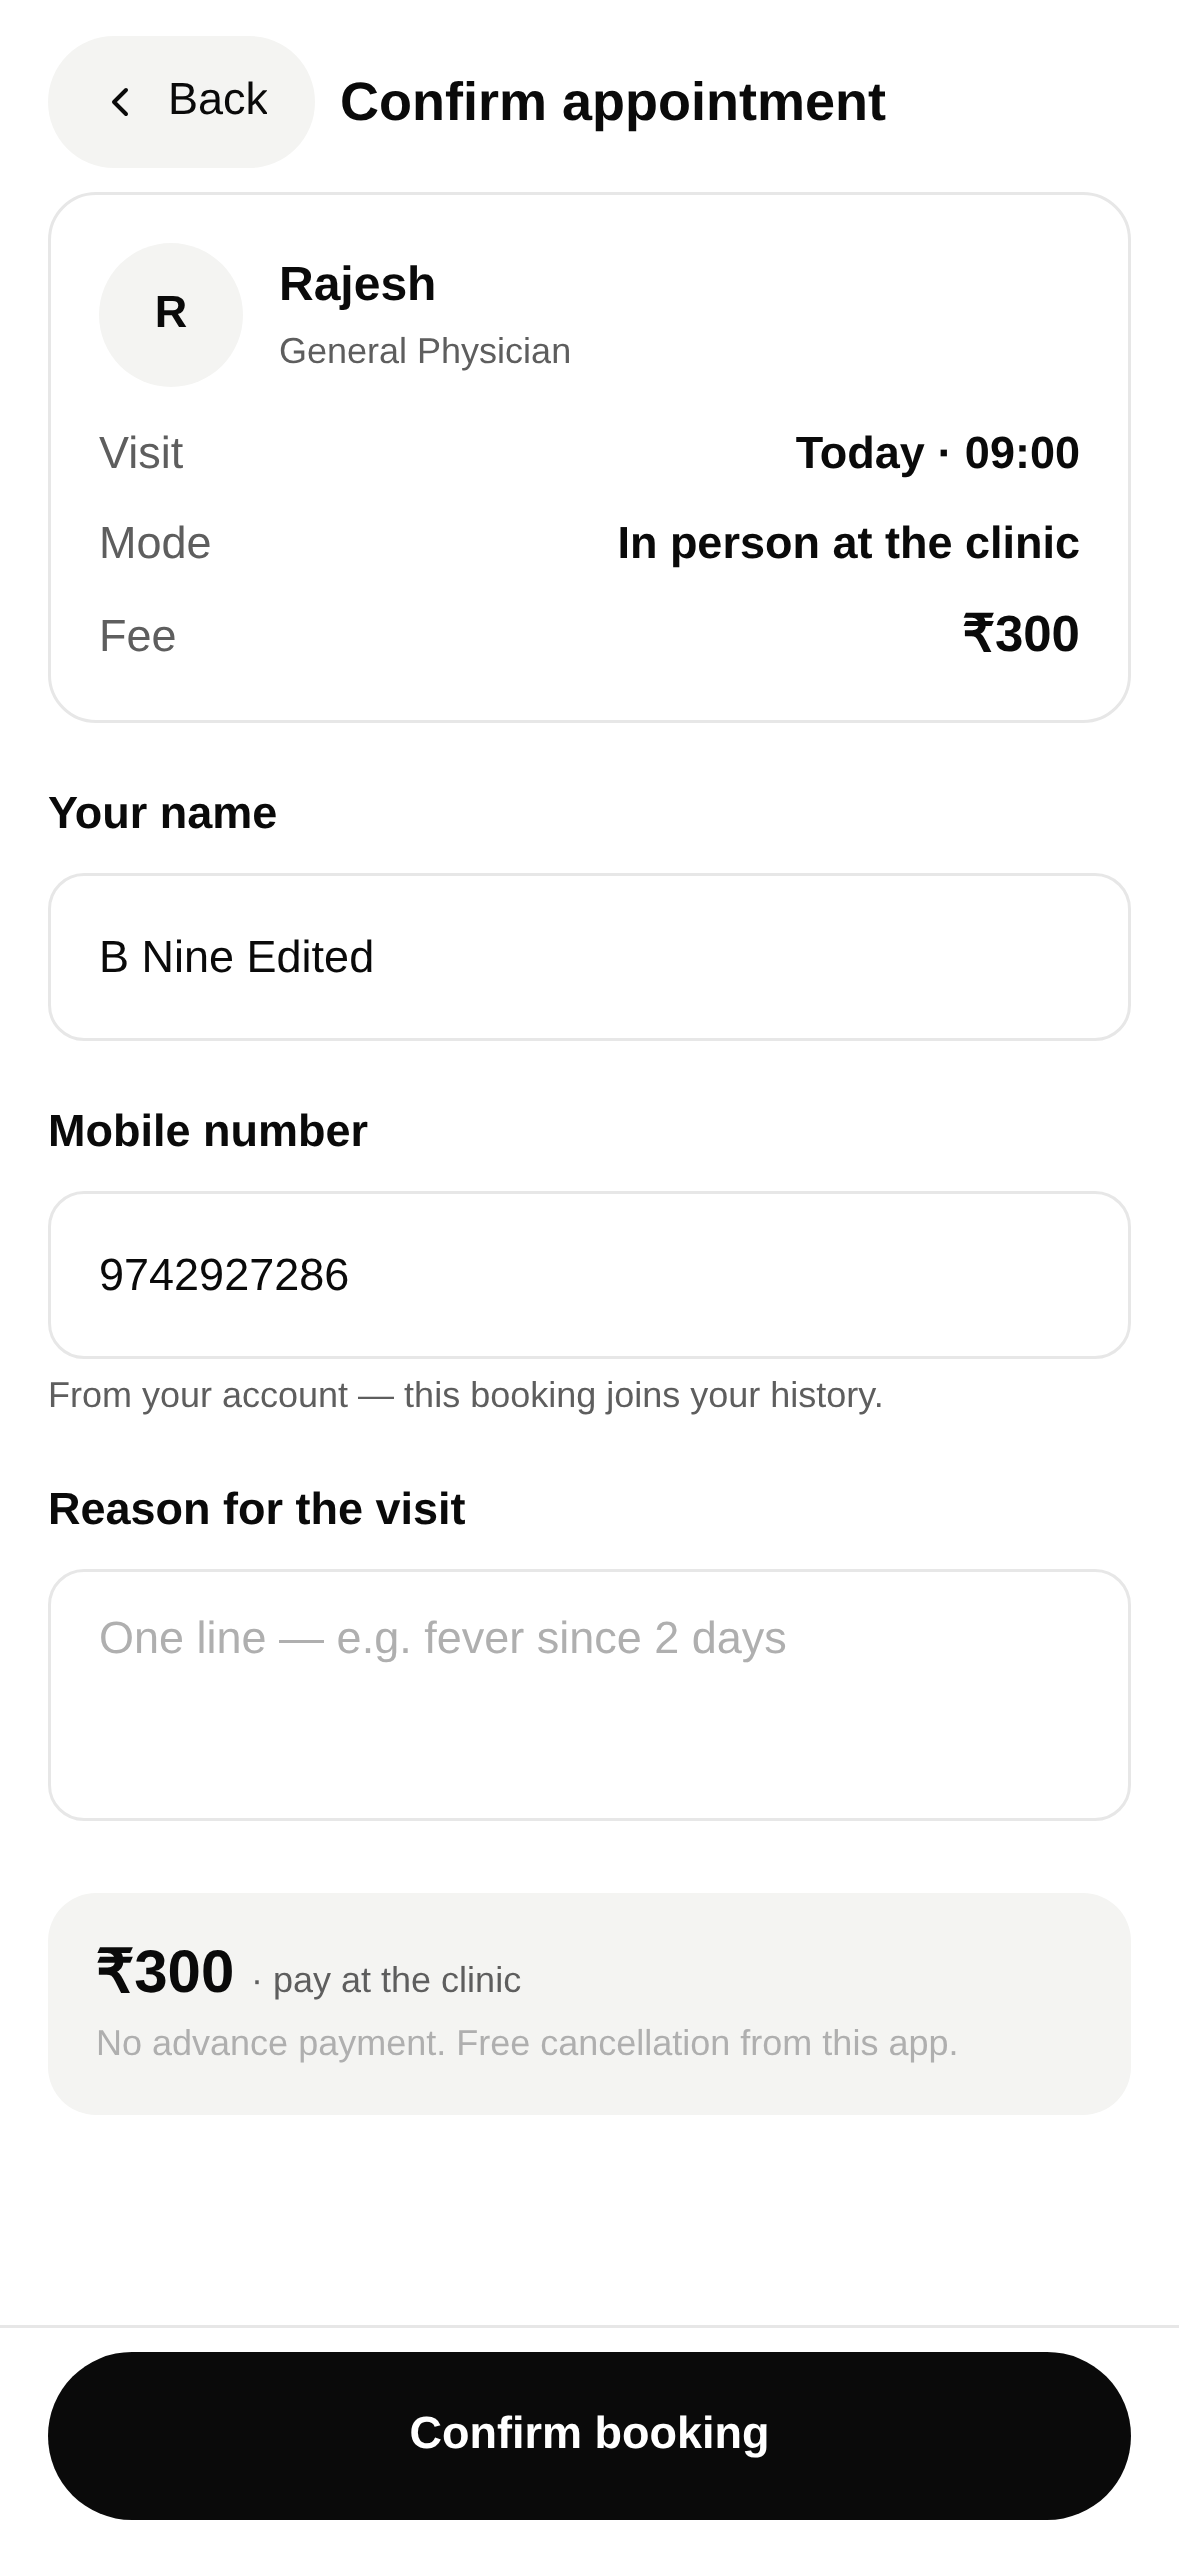 Back
Confirm appointment
R
Rajesh
General Physician
Visit
Today · 09:00
Mode
In person at the clinic
Fee
₹300
Your name
B Nine Edited
Mobile number
9742927286
From your account — this booking joins your history.
Reason for the visit
One line — e.g. fever since 2 days
₹300 · pay at the clinic
No advance payment. Free cancellation from this app.
Confirm booking